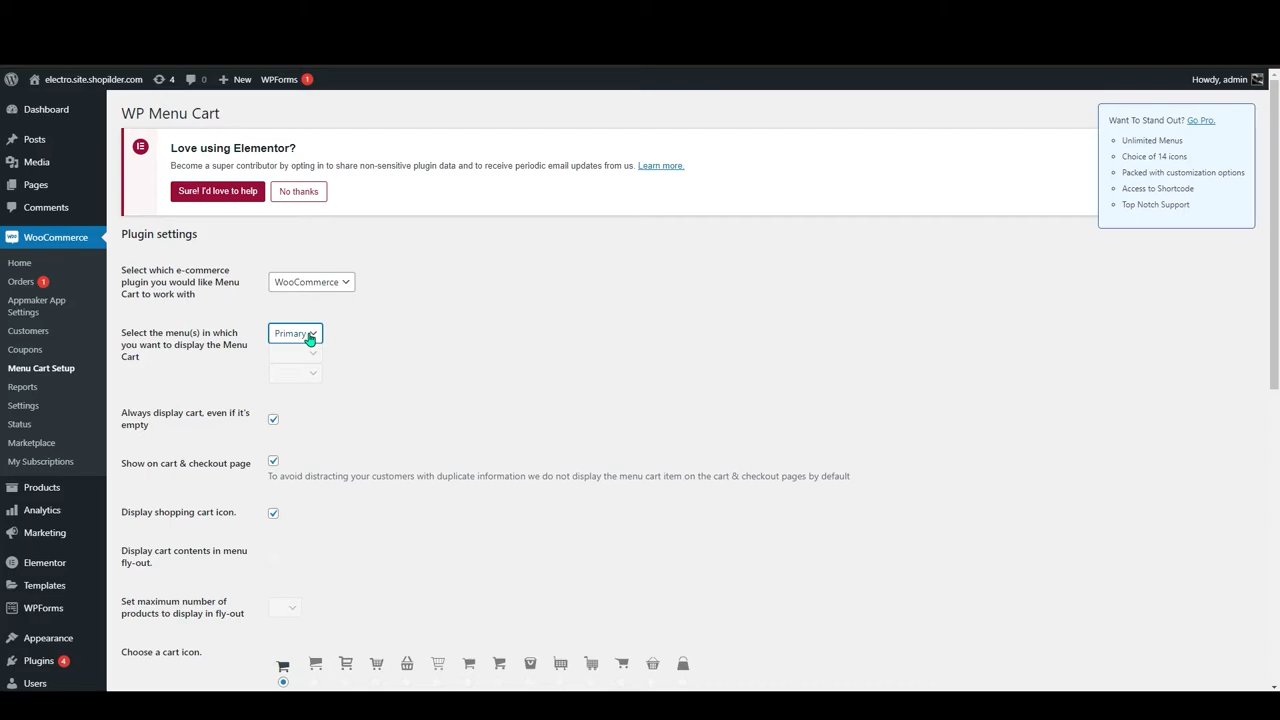 electro.site.shopilder.com 4 0 New WPForms 1 Howdy, admin
Dashboard
Posts
Media
Pages
Comments
WooCommerce
Home
Orders 1
Appmaker App
Settings
Customers
Coupons
Menu Cart Setup
Reports
Settings
Status
Marketplace
My Subscriptions
Products
Analytics
Marketing
Elementor
Templates
WPForms
Appearance
Plugins 4
Users
WP Menu Cart
Love using Elementor?
Become a super contributor by opting in to share non-sensitive plugin data and to receive periodic email updates from us. Learn more.
Sure! I'd love to help No thanks
Want To Stand Out? Go Pro.
Unlimited Menus
Choice of 14 icons
Packed with customization options
Access to Shortcode
Top Notch Support
Plugin settings
Select which e-commerce
plugin you would like Menu
Cart to work with
WooCommerce
Select the menu(s) in which
you want to display the Menu
Cart
Primary
Always display cart, even if it's
empty
Show on cart & checkout page
To avoid distracting your customers with duplicate information we do not display the menu cart item on the cart & checkout pages by default
Display shopping cart icon.
Display cart contents in menu
fly-out.
Set maximum number of
products to display in fly-out
Choose a cart icon.